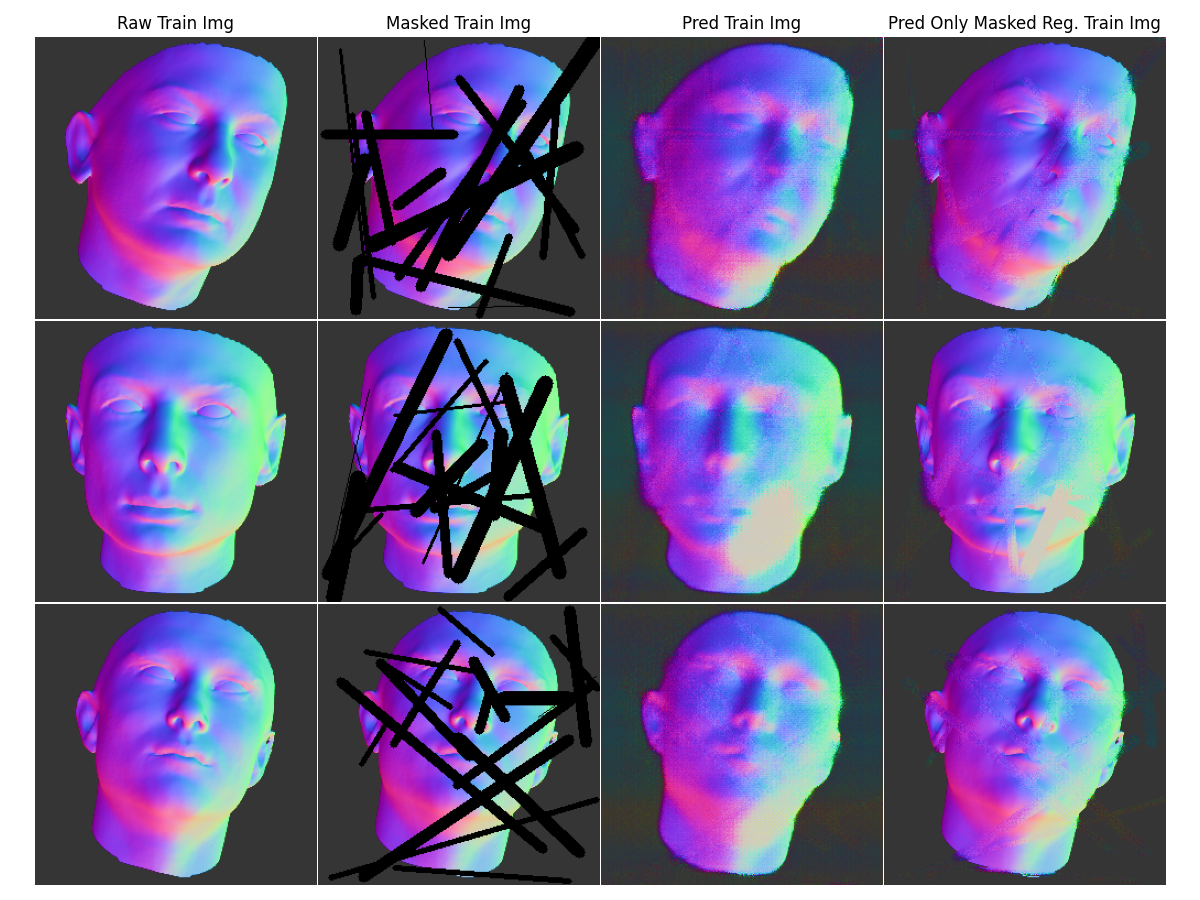 Raw Train Img
Masked Train Img
Pred Train Img
Pred Only Masked Reg. Train Img